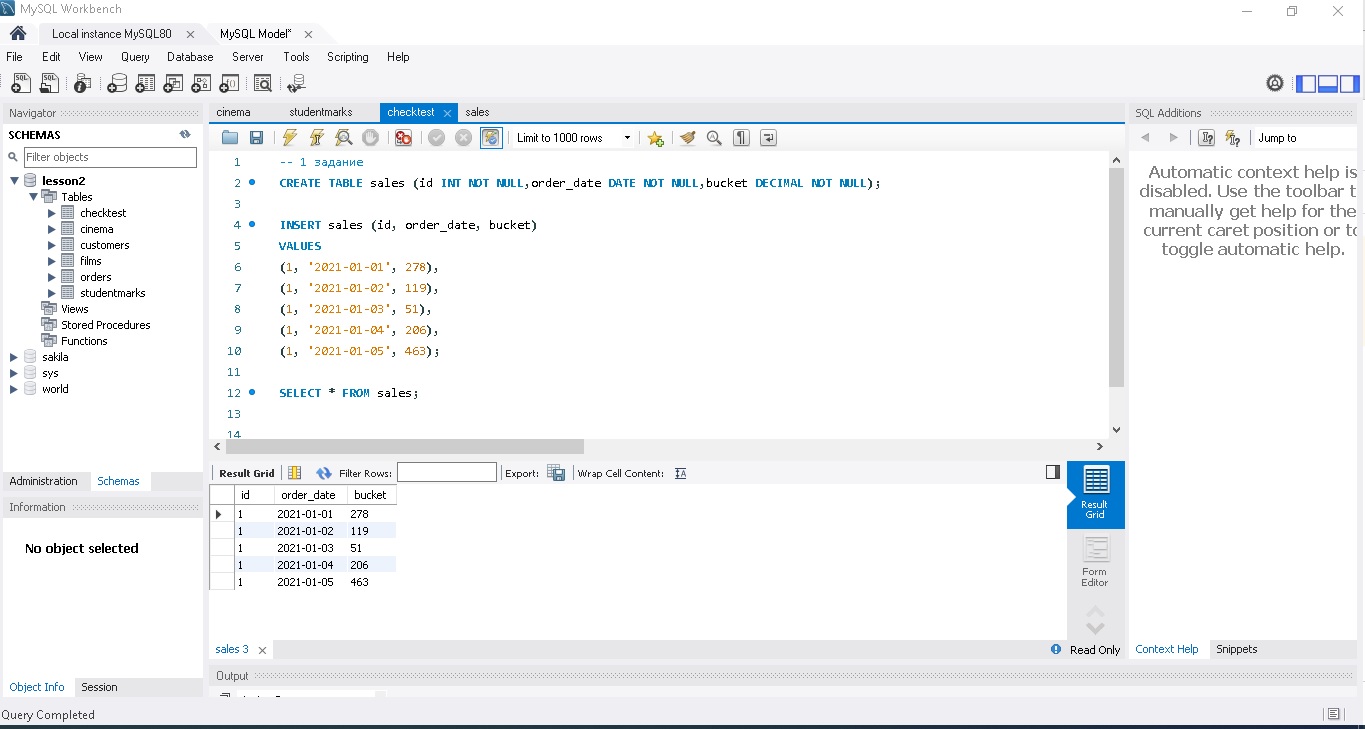 MySQL Workbench
Local instance MySQL80 MySQL Model*
File Edit View Query Database Server Tools Scripting Help
Navigator
SCHEMAS
Filter objects
lesson2
Tables
checktest
cinema
customers
films
orders
studentmarks
Views
Stored Procedures
Functions
sakila
sys
world
Administration Schemas
Information
No object selected
Object Info Session
cinema studentmarks checktest sales
Limit to 1000 rows
1 -- 1 задание
2 CREATE TABLE sales (id INT NOT NULL,order_date DATE NOT NULL,bucket DECIMAL NOT NULL);
3
4 INSERT sales (id, order_date, bucket)
5 VALUES
6 (1, '2021-01-01', 278),
7 (1, '2021-01-02', 119),
8 (1, '2021-01-03', 51),
9 (1, '2021-01-04', 206),
10 (1, '2021-01-05', 463);
11
12 SELECT * FROM sales;
13
14
Result Grid Filter Rows: Export: Wrap Cell Content:
id order_date bucket
1 2021-01-01 278
1 2021-01-02 119
1 2021-01-03 51
1 2021-01-04 206
1 2021-01-05 463
Result
Grid
Form
Editor
sales 3
Read Only
Output
SQL Additions
Jump to
Automatic context help is
disabled. Use the toolbar t
manually get help for the
current caret position or to
toggle automatic help.
Context Help Snippets
Query Completed